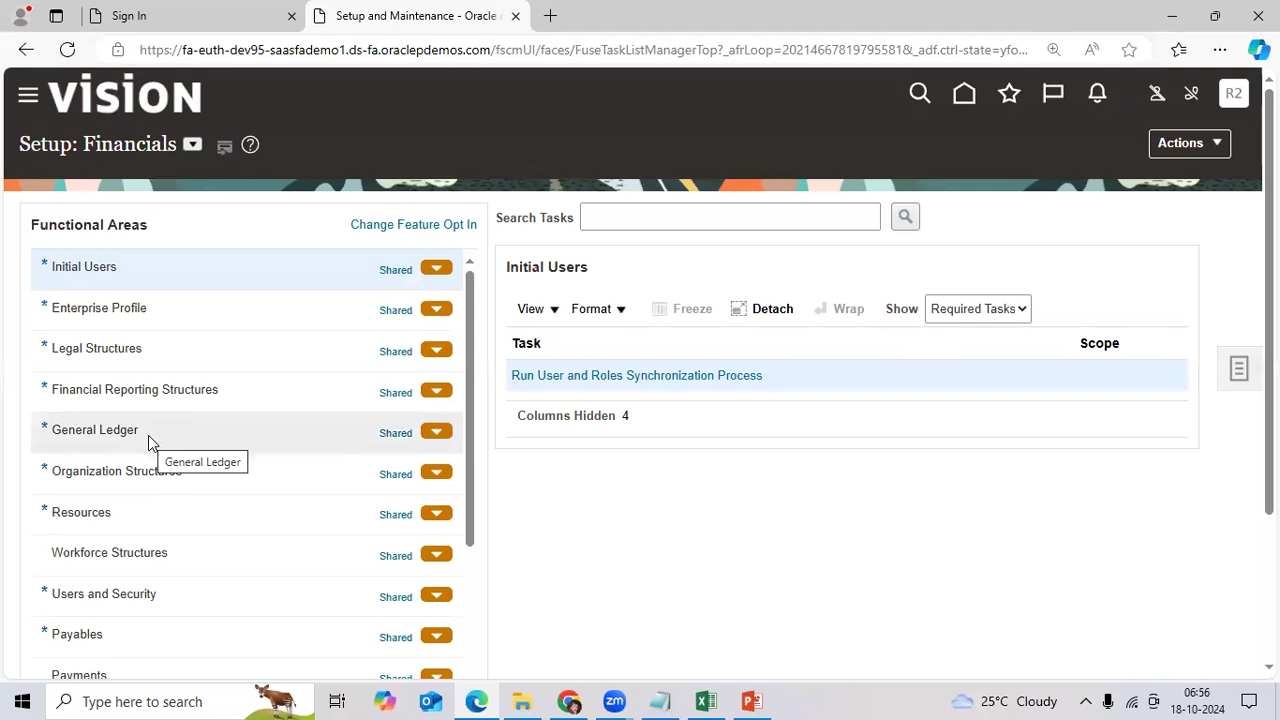 Sign In
Setup and Maintenance - Oracle A
https://fa-euth-dev95-saasfademo1.ds-fa.oraclepdemos.com/fscmUI/faces/FuseTaskListManagerTop?_afrLoop=20214667819795581&_adf.ctrl-state=yfo...
vision
R2
Setup: Financials
Actions
Functional Areas
Change Feature Opt In
Search Tasks
* Initial Users Shared
* Enterprise Profile Shared
* Legal Structures Shared
* Financial Reporting Structures Shared
* General Ledger Shared
General Ledger
* Organization Structures Shared
* Resources Shared
Workforce Structures Shared
* Users and Security Shared
* Payables Shared
Payments Shared
Initial Users
View Format Freeze Detach Wrap Show Required Tasks
Task Scope
Run User and Roles Synchronization Process
Columns Hidden 4
Type here to search
25°C Cloudy
06:56
18-10-2024